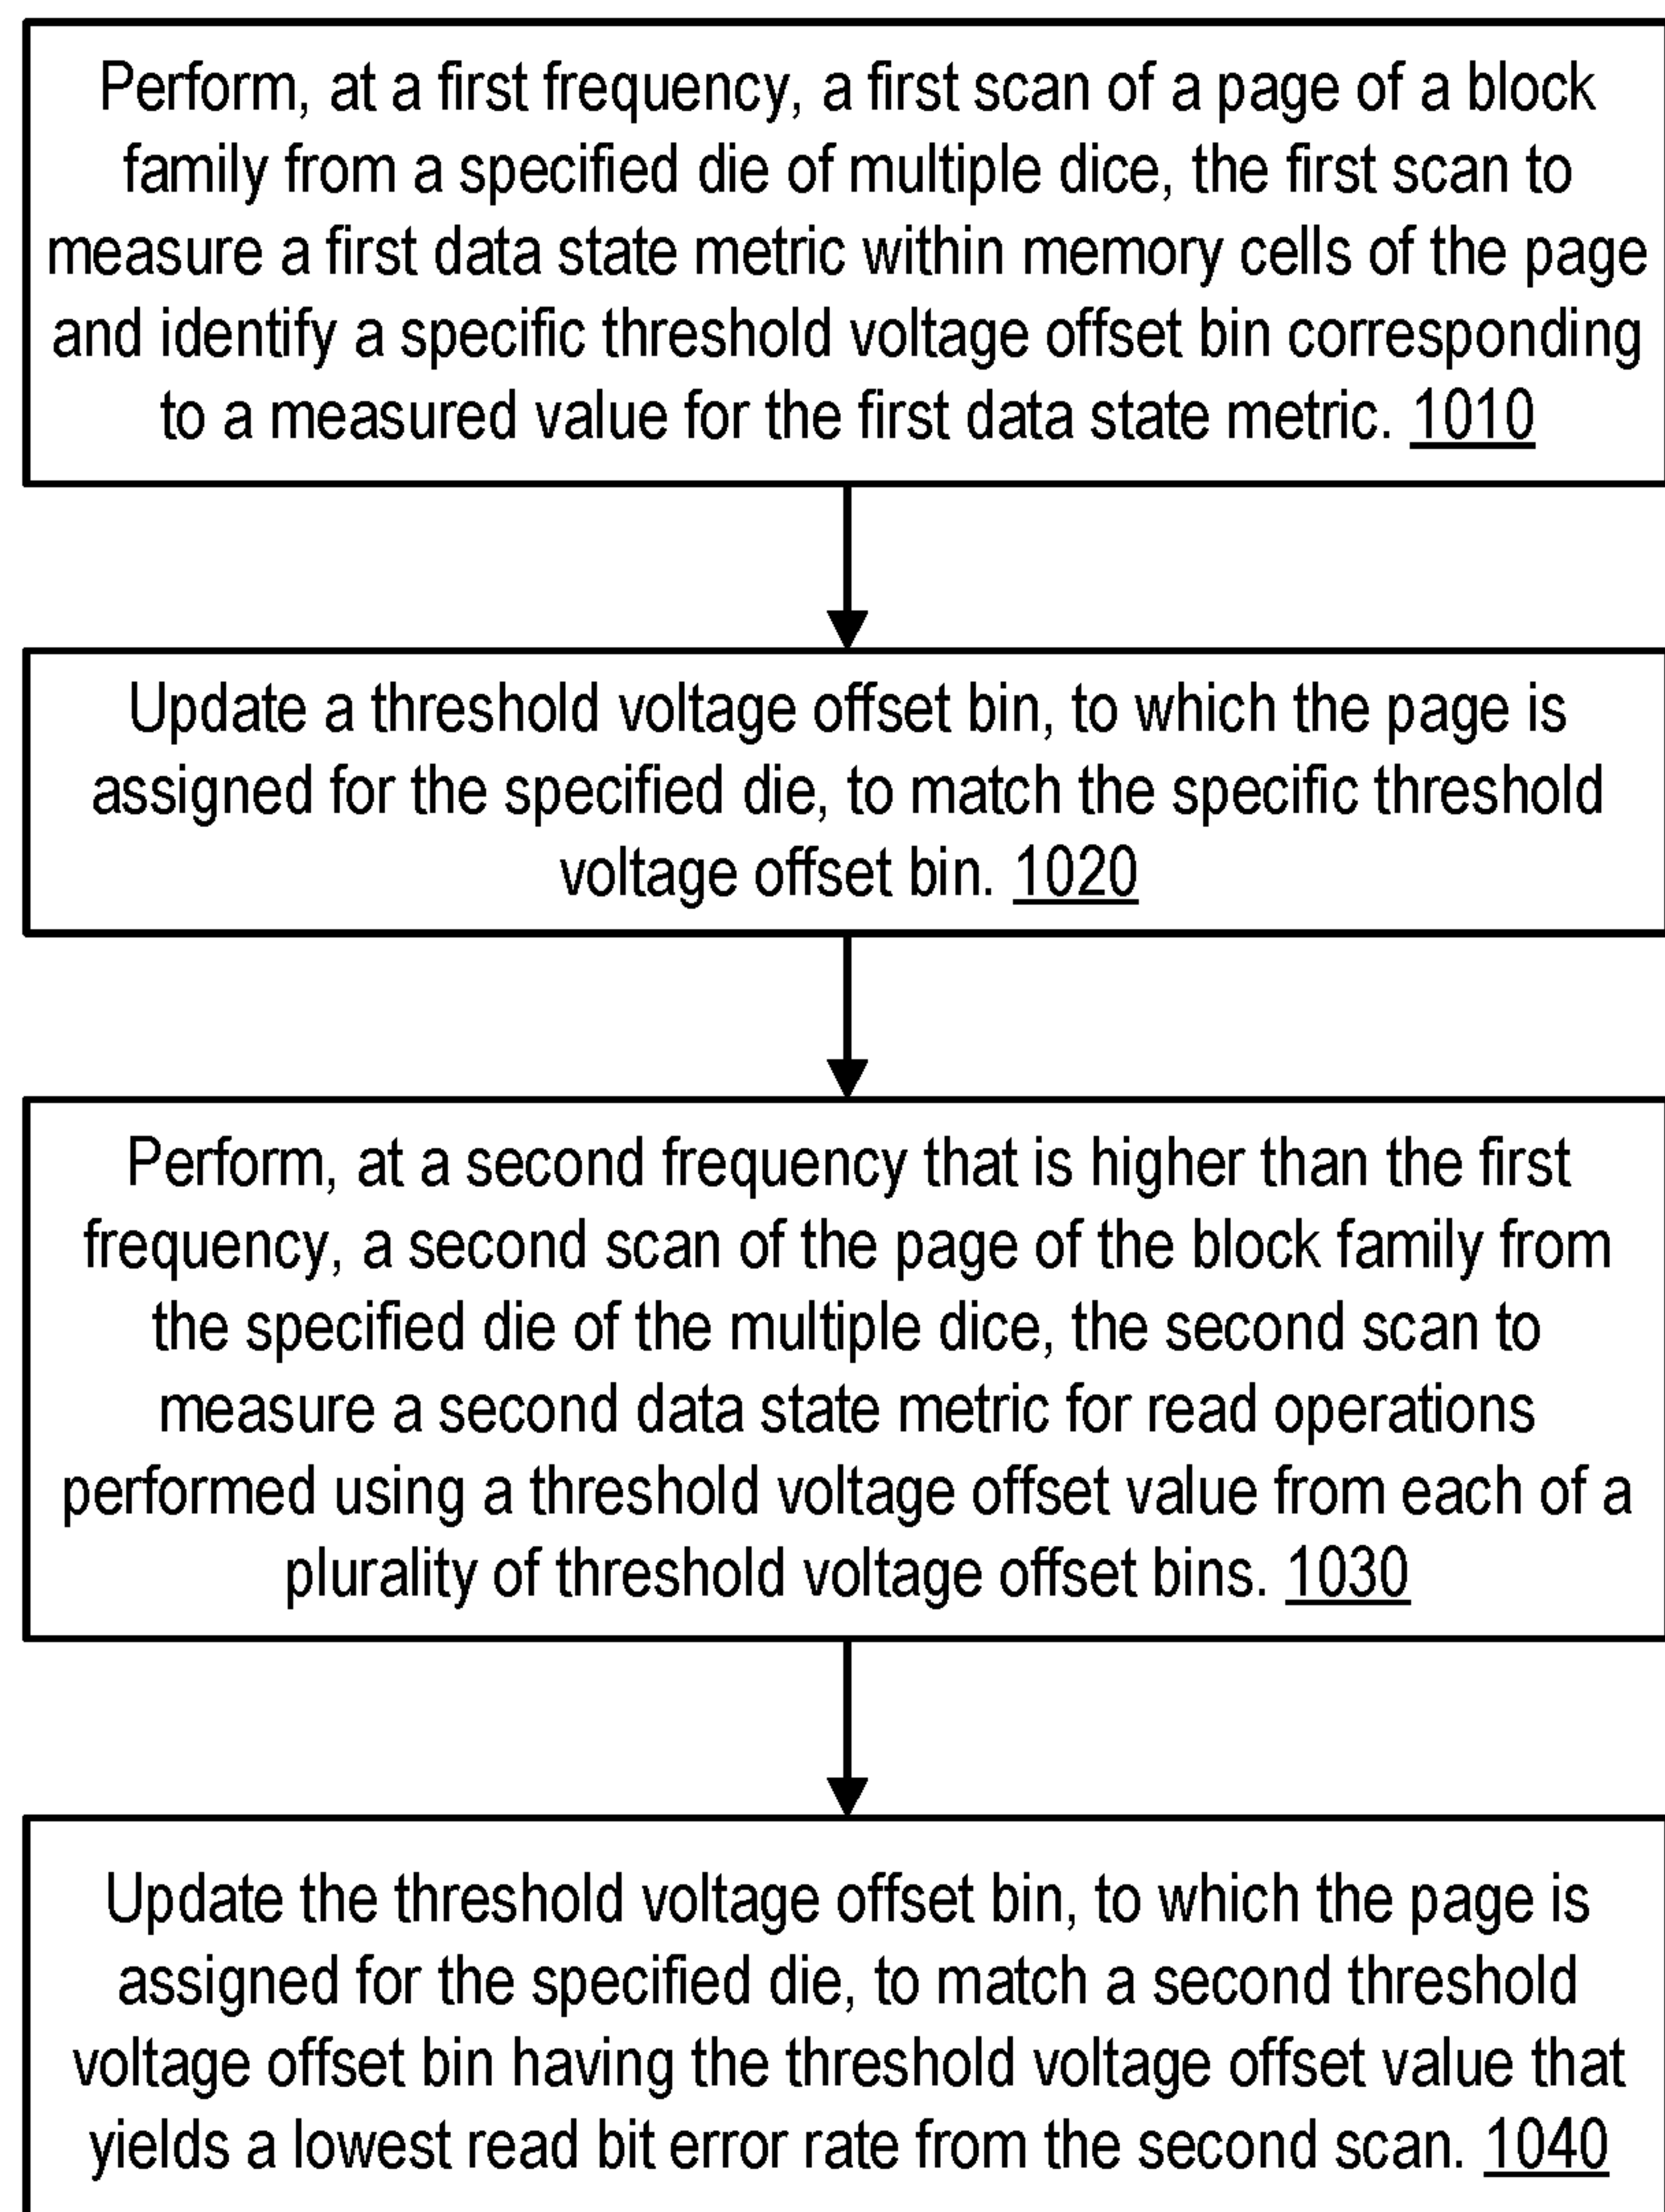 Perform, at a first frequency, a first scan of a page of a block
family from a specified die of multiple dice, the first scan to
measure a first data state metric within memory cells of the page
and identify a specific threshold voltage offset bin corresponding
to a measured value for the first data state metric. 1010
Update a threshold voltage offset bin, to which the page is
assigned for the specified die, to match the specific threshold
voltage offset bin. 1020
Perform, at a second frequency that is higher than the first
frequency, a second scan of the page of the block family from
the specified die of the multiple dice, the second scan to
measure a second data state metric for read operations
performed using a threshold voltage offset value from each of a
plurality of threshold voltage offset bins. 1030
Update the threshold voltage offset bin, to which the page is
assigned for the specified die, to match a second threshold
voltage offset bin having the threshold voltage offset value that
yields a lowest read bit error rate from the second scan. 1040